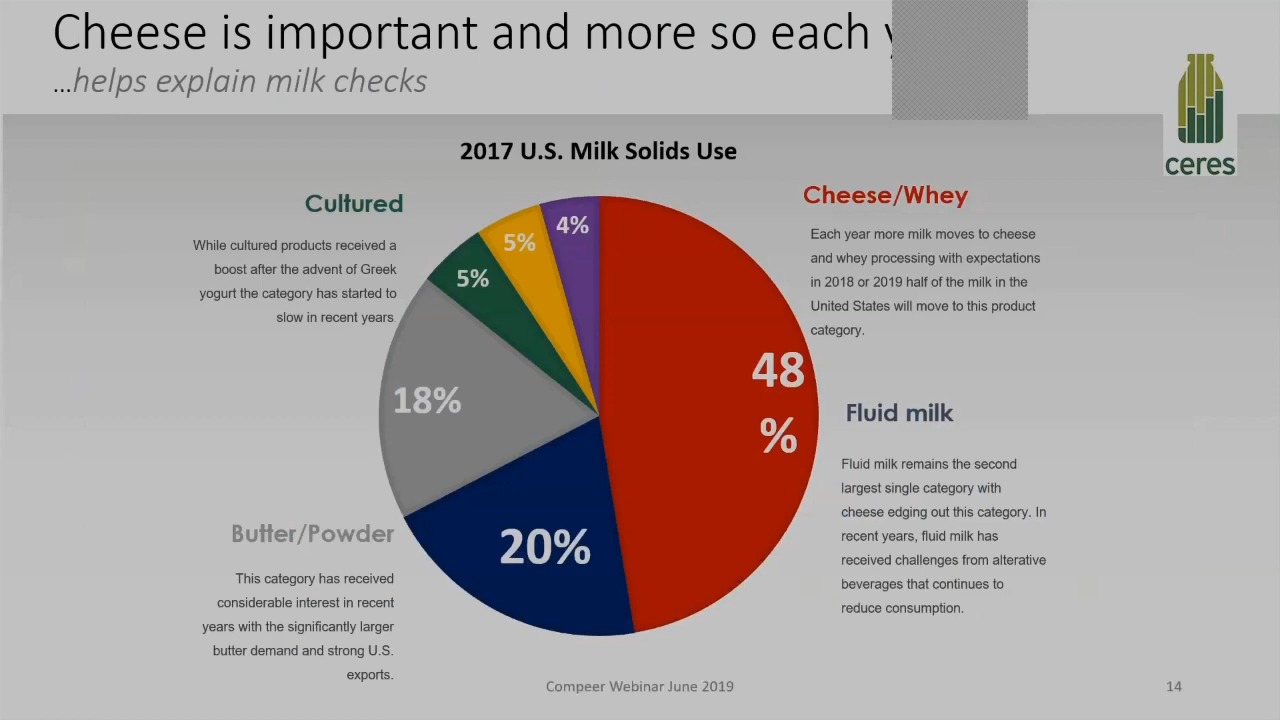 Cheese is important and more so each
...helps explain milk checks
ceres
2017 U.S. Milk Solids Use
Cultured
While cultured products received a
boost after the advent of Greek
yogurt the category has started to
slow in recent years
Cheese/Whey
Each year more milk moves to cheese
and whey processing with expectations
in 2018 or 2019 half of the milk in the
United States will move to this product
category.
4%
5%
5%
18%
48
%
20%
Fluid milk
Fluid milk remains the second
largest single category with
cheese edging out this category. In
recent years, fluid milk has
received challenges from alterative
beverages that continues to
reduce consumption.
Butter/Powder
This category has received
considerable interest in recent
years with the significantly larger
butter demand and strong U.S.
exports.
Compeer Webinar June 2019
14